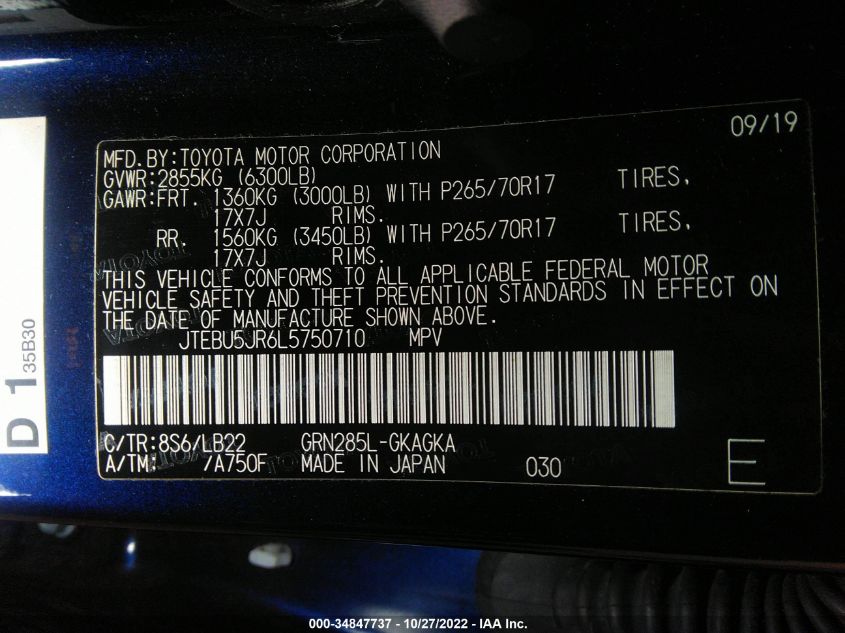 09/19
MFD.BY:TOYOTA MOTOR CORPORATION
GVWR:2855KG (6300LB)
GAWR:FRT. 1360KG (3000LB) WITH P265/70R17 TIRES,
17X7J RIMS.
RR. 1560KG (3450LB) WITH P265/70R17 TIRES,
17X7J RIMS.
THIS VEHICLE CONFORMS TO ALL APPLICABLE FEDERAL MOTOR
VEHICLE SAFETY AND THEFT PREVENTION STANDARDS IN EFFECT ON
THE DATE OF MANUFACTURE SHOWN ABOVE.
JTEBU5JR6L5750710 MPV
C/TR:8S6/LB22 GRN285L-GKAGKA
A/TM: /A750F MADE IN JAPAN 030 E
D 1 35B30
000-34847737 - 10/27/2022 - IAA Inc.